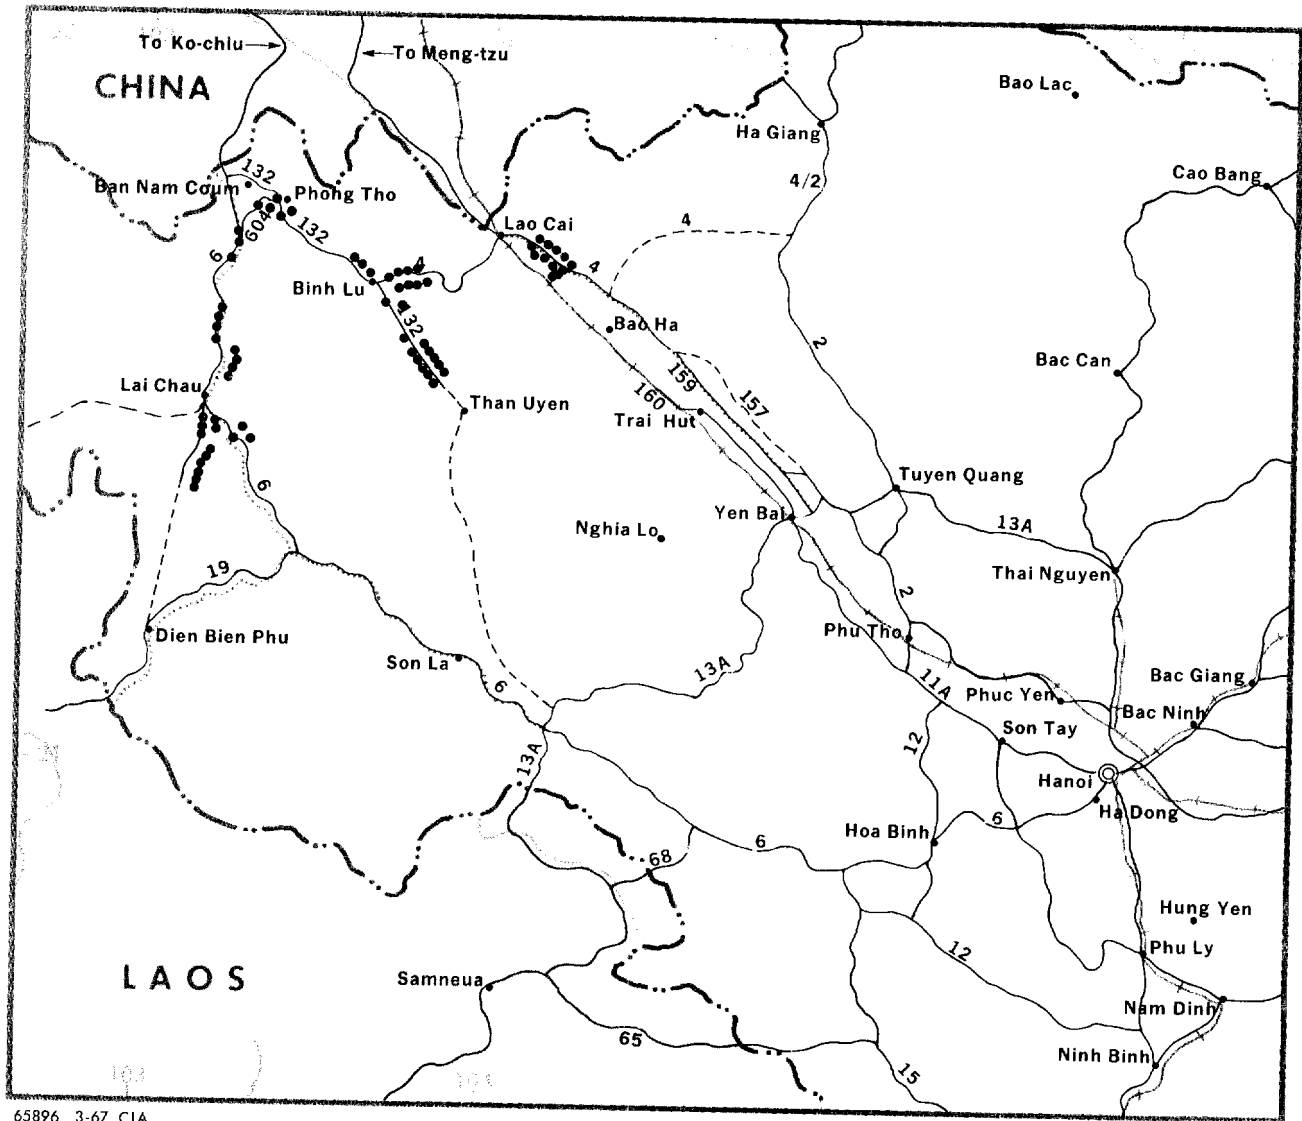 To Ko-chiu
To Meng-tzu
CHINA
Bao Lac
Ha Giang
Cao Bang
4/2
132
Ban Nam Coum
Phong Tho
604
132
Lao Cai
4
6
4
4
Binh Lu
132
Bao Ha
2
Bac Can
159
Lai Chau
160
157
Than Uyen
Trai Hut
Tuyen Quang
6
Yen Bai
13A
Nghia Lo
19
Thai Nguyen
2
Dien Bien Phu
Phu Tho
Son La
13A
6
11A
Phuc Yen
Bac Giang
Bac Ninh
12
Son Tay
13A
Hanoi
Ha Dong
6
Hoa Binh
6
68
Hung Yen
12
Phu Ly
LAOS
Samneua
Nam Dinh
65
Ninh Binh
15
65896 3-67 CIA